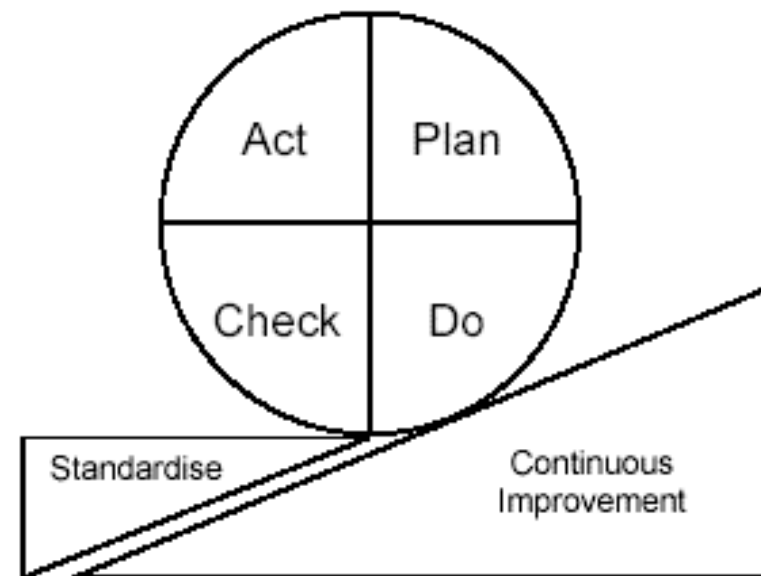 Act
Plan
Check
Do
Standardise
Continuous
Improvement